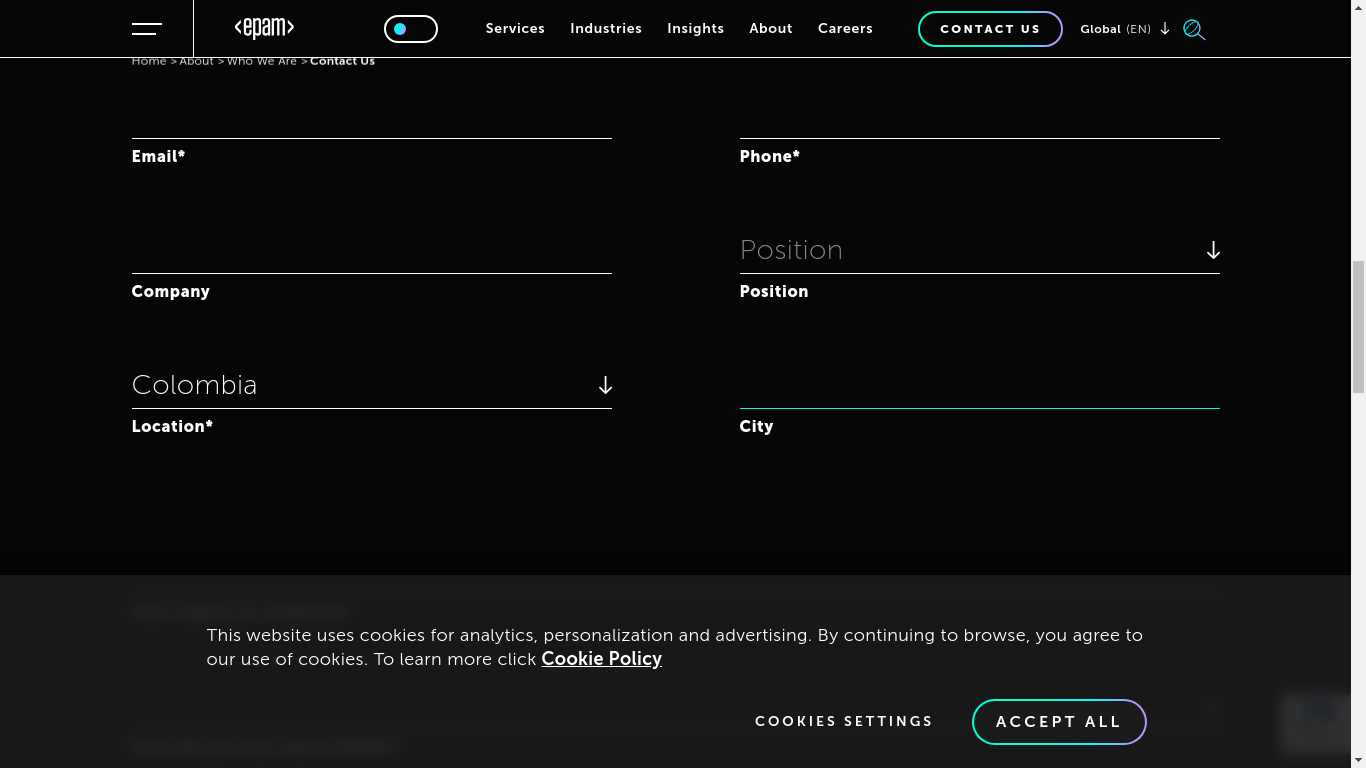 <epam>
Services Industries Insights About Careers CONTACT US Global (EN)
Home > About > Who We Are > Contact Us
Email* Phone*
Position
Company Position
Colombia
Location* City
This website uses cookies for analytics, personalization and advertising. By continuing to browse, you agree to
our use of cookies. To learn more click Cookie Policy
COOKIES SETTINGS ACCEPT ALL